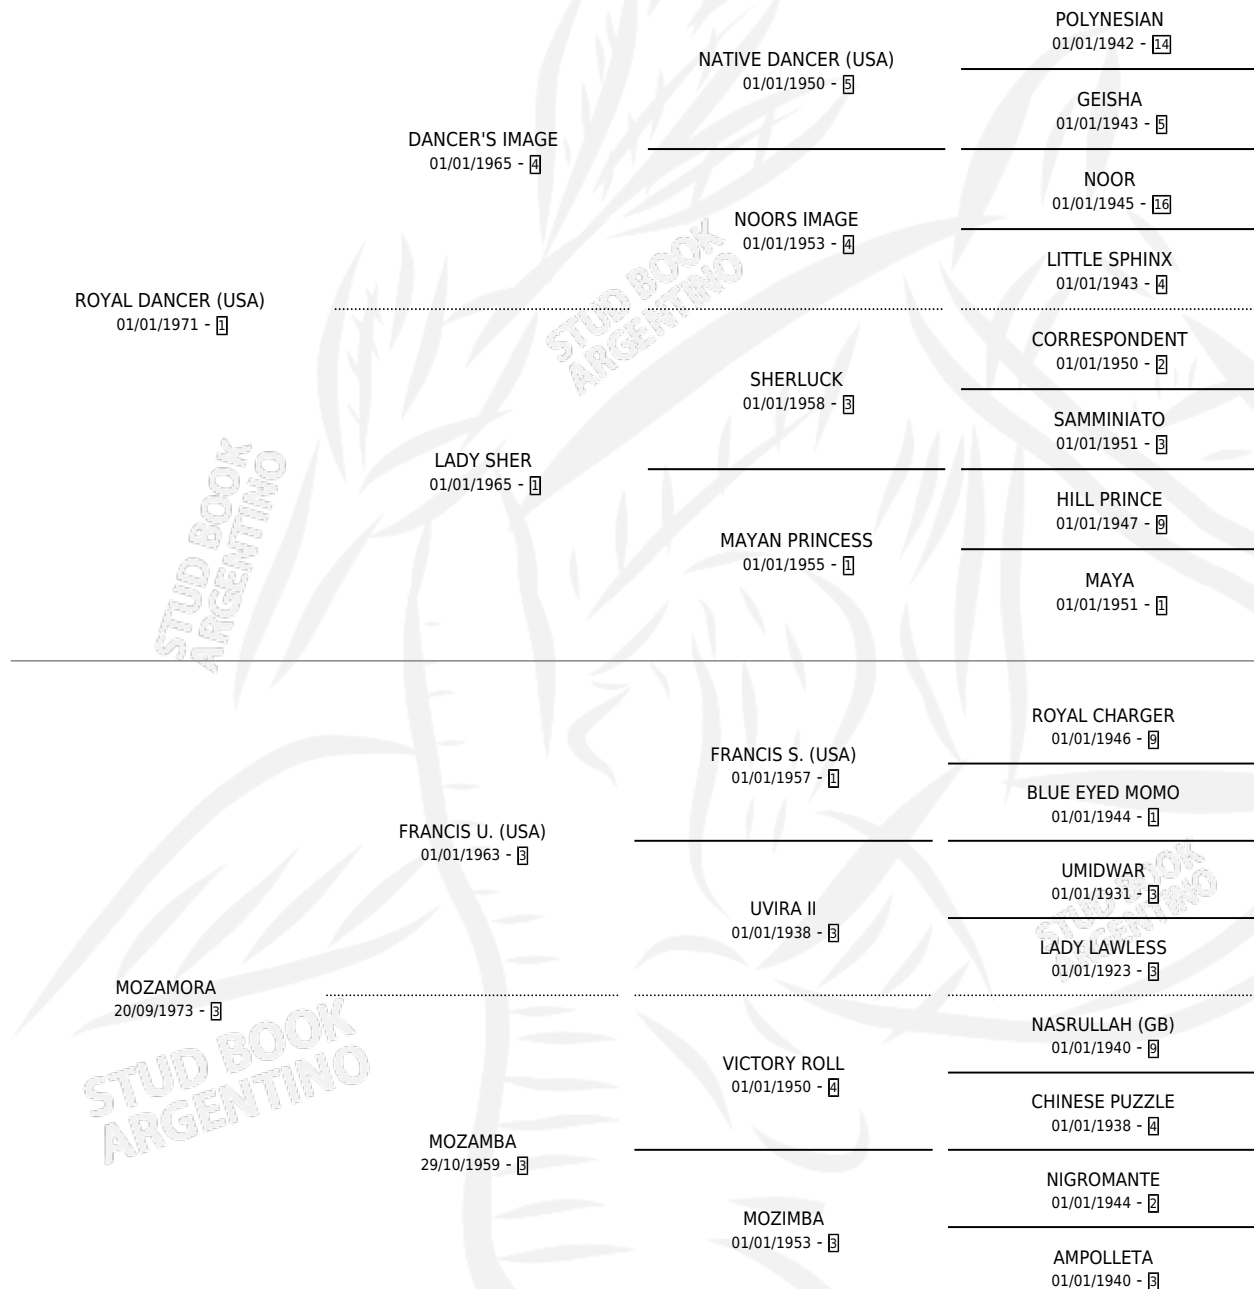 POLYNESIAN
01/01/1942 - 14
NATIVE DANCER (USA)
01/01/1950 - 5
GEISHA
01/01/1943 - 5
DANCER'S IMAGE
01/01/1965 - 4
NOOR
01/01/1945 - 16
NOORS IMAGE
01/01/1953 - 4
LITTLE SPHINX
01/01/1943 - 4
ROYAL DANCER (USA)
01/01/1971 - 1
CORRESPONDENT
01/01/1950 - 2
SHERLUCK
01/01/1958 - 3
SAMMINIATO
01/01/1951 - 3
LADY SHER
01/01/1965 - 1
HILL PRINCE
01/01/1947 - 9
MAYAN PRINCESS
01/01/1955 - 1
MAYA
01/01/1951 - 1
ROYAL CHARGER
01/01/1946 - 9
FRANCIS S. (USA)
01/01/1957 - 1
BLUE EYED MOMO
01/01/1944 - 1
FRANCIS U. (USA)
01/01/1963 - 3
UMIDWAR
01/01/1931 - 3
UVIRA II
01/01/1938 - 3
LADY LAWLESS
01/01/1923 - 3
MOZAMORA
20/09/1973 - 3
NASRULLAH (GB)
01/01/1940 - 9
VICTORY ROLL
01/01/1950 - 4
CHINESE PUZZLE
01/01/1938 - 4
MOZAMBA
29/10/1959 - 3
NIGROMANTE
01/01/1944 - 2
MOZIMBA
01/01/1953 - 3
AMPOLLETA
01/01/1940 - 3
STUD BOOK
ARGENTINO
STUD BOOK
ARGENTINO
STUD BOOK
ARGENTINO
STUD BOOK
ARGENTINO